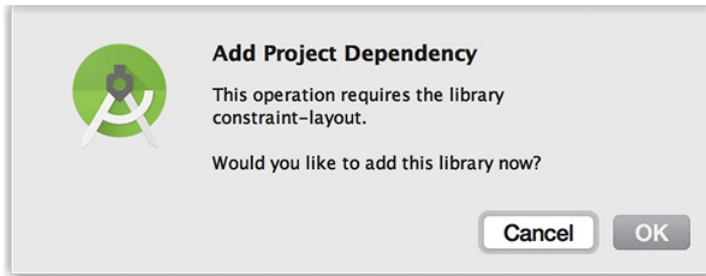 Add Project Dependency
This operation requires the library
constraint-layout.
Would you like to add this library now?
Cancel
OK